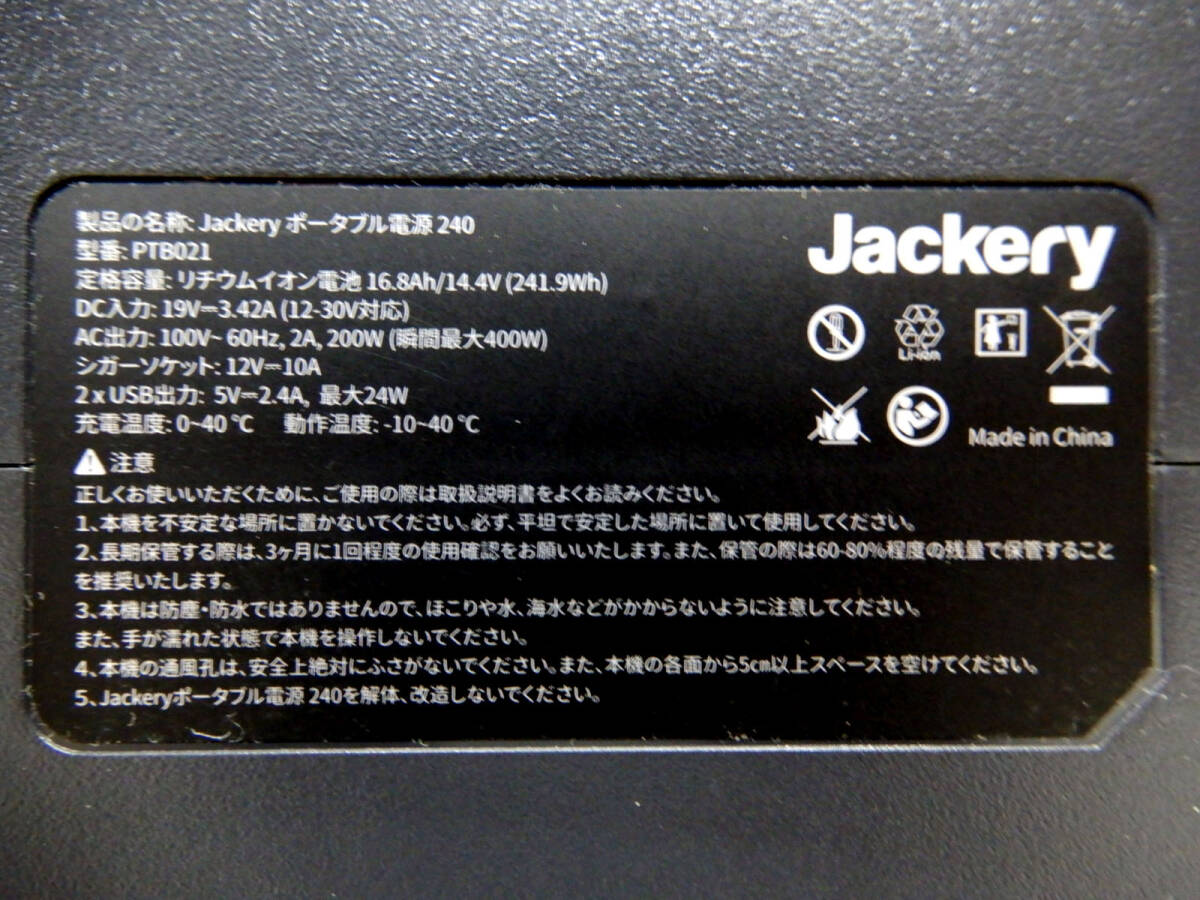 製品の名称: Jackery ポータブル電源 240
型番: PTB021
定格容量: リチウムイオン電池 16.8Ah/14.4V (241.9Wh)
DC入力: 19V⎓3.42A (12-30V対応)
AC出力: 100V~ 60Hz, 2A, 200W (瞬間最大400W)
シガーソケット: 12V⎓10A
2 x USB出力: 5V⎓2.4A, 最大24W
充電温度: 0~40 ℃ 動作温度: -10~40 ℃
Jackery
Li-ion
Made in China
注意
正しくお使いいただくために、ご使用の際は取扱説明書をよくお読みください。
1、本機を不安定な場所に置かないでください。必ず、平坦で安定した場所に置いて使用してください。
2、長期保管する際は、3ヶ月に1回程度の使用確認をお願いいたします。また、保管の際は60-80%程度の残量で保管すること
を推奨いたします。
3、本機は防塵・防水ではありませんので、ほこりや水、海水などがかからないように注意してください。
また、手が濡れた状態で本機を操作しないでください。
4、本機の通風孔は、安全上絶対にふさがないでください。また、本機の各面から5㎝以上スペースを空けてください。
5、Jackeryポータブル電源 240を解体、改造しないでください。